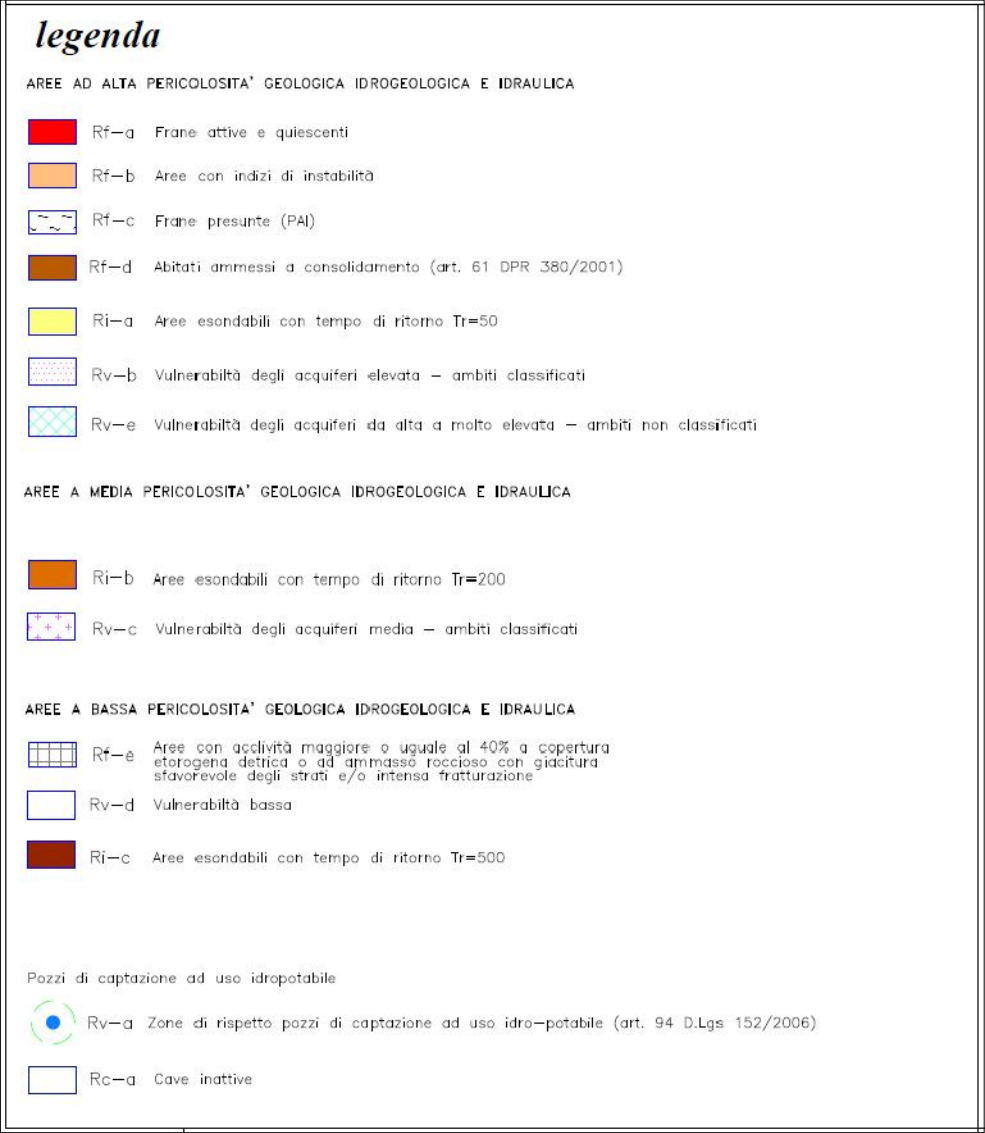 legenda
AREE AD ALTA PERICOLOSITA' GEOLOGICA IDROGEOLOGICA E IDRAULICA
Rf-a Frane attive e quiescenti
Rf-b Aree con indizi di instabilità
Rf-c Frane presunte (PAI)
Rf-d Abitati ammessi a consolidamento (art. 61 DPR 380/2001)
Ri-a Aree esondabili con tempo di ritorno Tr=50
Rv-b Vulnerabiltà degli acquiferi elevata - ambiti classificati
Rv-e Vulnerabiltà degli acquiferi da alta a molto elevata - ambiti non classificati
AREE A MEDIA PERICOLOSITA' GEOLOGICA IDROGEOLOGICA E IDRAULICA
Ri-b Aree esondabili con tempo di ritorno Tr=200
Rv-c Vulnerabiltà degli acquiferi media - ambiti classificati
AREE A BASSA PERICOLOSITA' GEOLOGICA IDROGEOLOGICA E IDRAULICA
Rf-e Aree con acclività maggiore o uguale al 40% a copertura
etorogena detrica o ad ammasso roccioso con giacitura
sfavorevole degli strati e/o intensa fratturazione
Rv-d Vulnerabiltà bassa
Ri-c Aree esondabili con tempo di ritorno Tr=500
Pozzi di captazione ad uso idropotabile
Rv-a Zone di rispetto pozzi di captazione ad uso idro-potabile (art. 94 D.Lgs 152/2006)
Rc-a Cave inattive